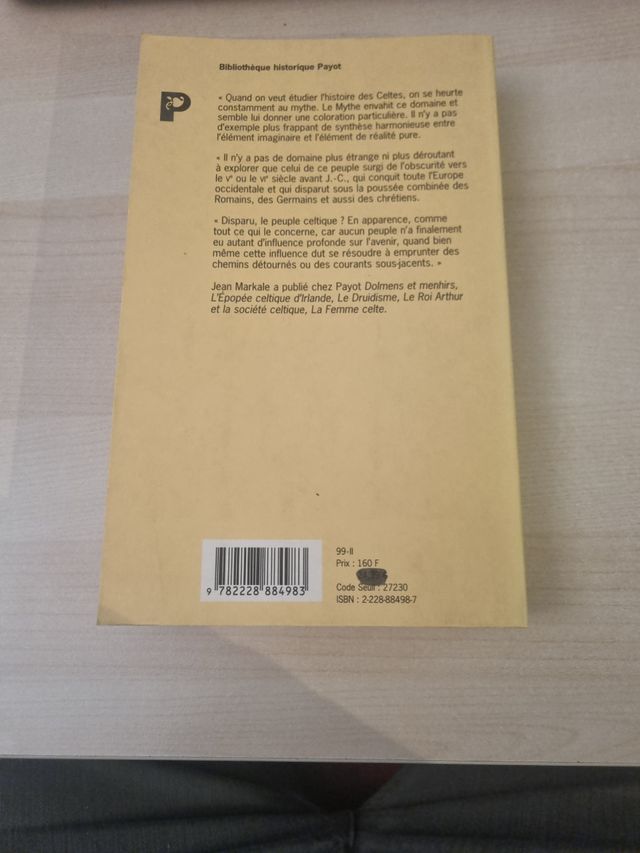 Bibliothèque historique Payot
P
« Quand on veut étudier l'histoire des Celtes, on se heurte
constamment au mythe. Le Mythe envahit ce domaine et
semble lui donner une coloration particulière. Il n'y a pas
d'exemple plus frappant de synthèse harmonieuse entre
l'élément imaginaire et l'élément de réalité pure.
« Il n'y a pas de domaine plus étrange ni plus déroutant
à explorer que celui de ce peuple surgi de l'obscurité vers
le Vᵉ ou le VIᵉ siècle avant J.-C., qui conquit toute l'Europe
occidentale et qui disparut sous la poussée combinée des
Romains, des Germains et aussi des chrétiens.
« Disparu, le peuple celtique ? En apparence, comme
tout ce qui le concerne, car aucun peuple n'a finalement
eu autant d'influence profonde sur l'avenir, quand bien
même cette influence dut se résoudre à emprunter des
chemins détournés ou des courants sous-jacents. »
Jean Markale a publié chez Payot Dolmens et menhirs,
L'Épopée celtique d'Irlande, Le Druidisme, Le Roi Arthur
et la société celtique, La Femme celte.
99-II
Prix : 160 F
Code Seuil : 27230
ISBN : 2-228-88498-7
9 782228 884983